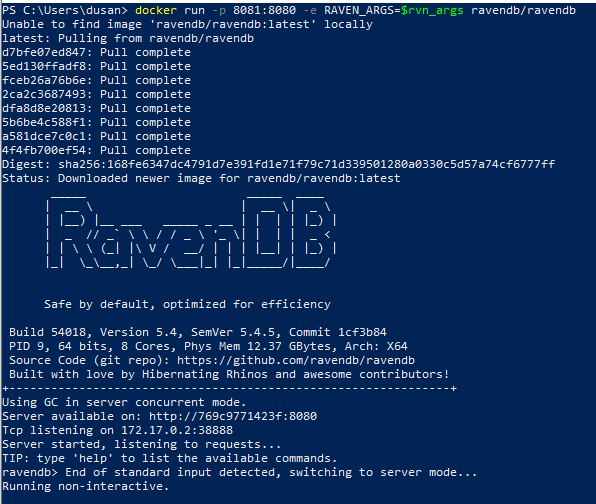 PS C:\Users\dusan> docker run -p 8081:8080 -e RAVEN_ARGS=$rvn_args ravendb/ravendb
Unable to find image 'ravendb/ravendb:latest' locally
latest: Pulling from ravendb/ravendb
d7bfe07ed847: Pull complete
5ed130ffadf8: Pull complete
fceb26a76b6e: Pull complete
2ca2c3687493: Pull complete
dfa8d8e20813: Pull complete
5b6be4c588f1: Pull complete
a581dce7c0c1: Pull complete
4f4fb700ef54: Pull complete
Digest: sha256:168fe6347dc4791d7e391fd1e71f79c71d339501280a0330c5d57a74cf6777ff
Status: Downloaded newer image for ravendb/ravendb:latest
RavenDB
Safe by default, optimized for efficiency
Build 54018, Version 5.4, SemVer 5.4.5, Commit 1cf3b84
PID 9, 64 bits, 8 Cores, Phys Mem 12.37 GBytes, Arch: X64
Source Code (git repo): https://github.com/ravendb/ravendb
Built with love by Hibernating Rhinos and awesome contributors!
+---------------------------------------------------------------+
Using GC in server concurrent mode.
Server available on: http://769c9771423f:8080
Tcp listening on 172.17.0.2:38888
Server started, listening to requests...
TIP: type 'help' to list the available commands.
ravendb> End of standard input detected, switching to server mode...
Running non-interactive.